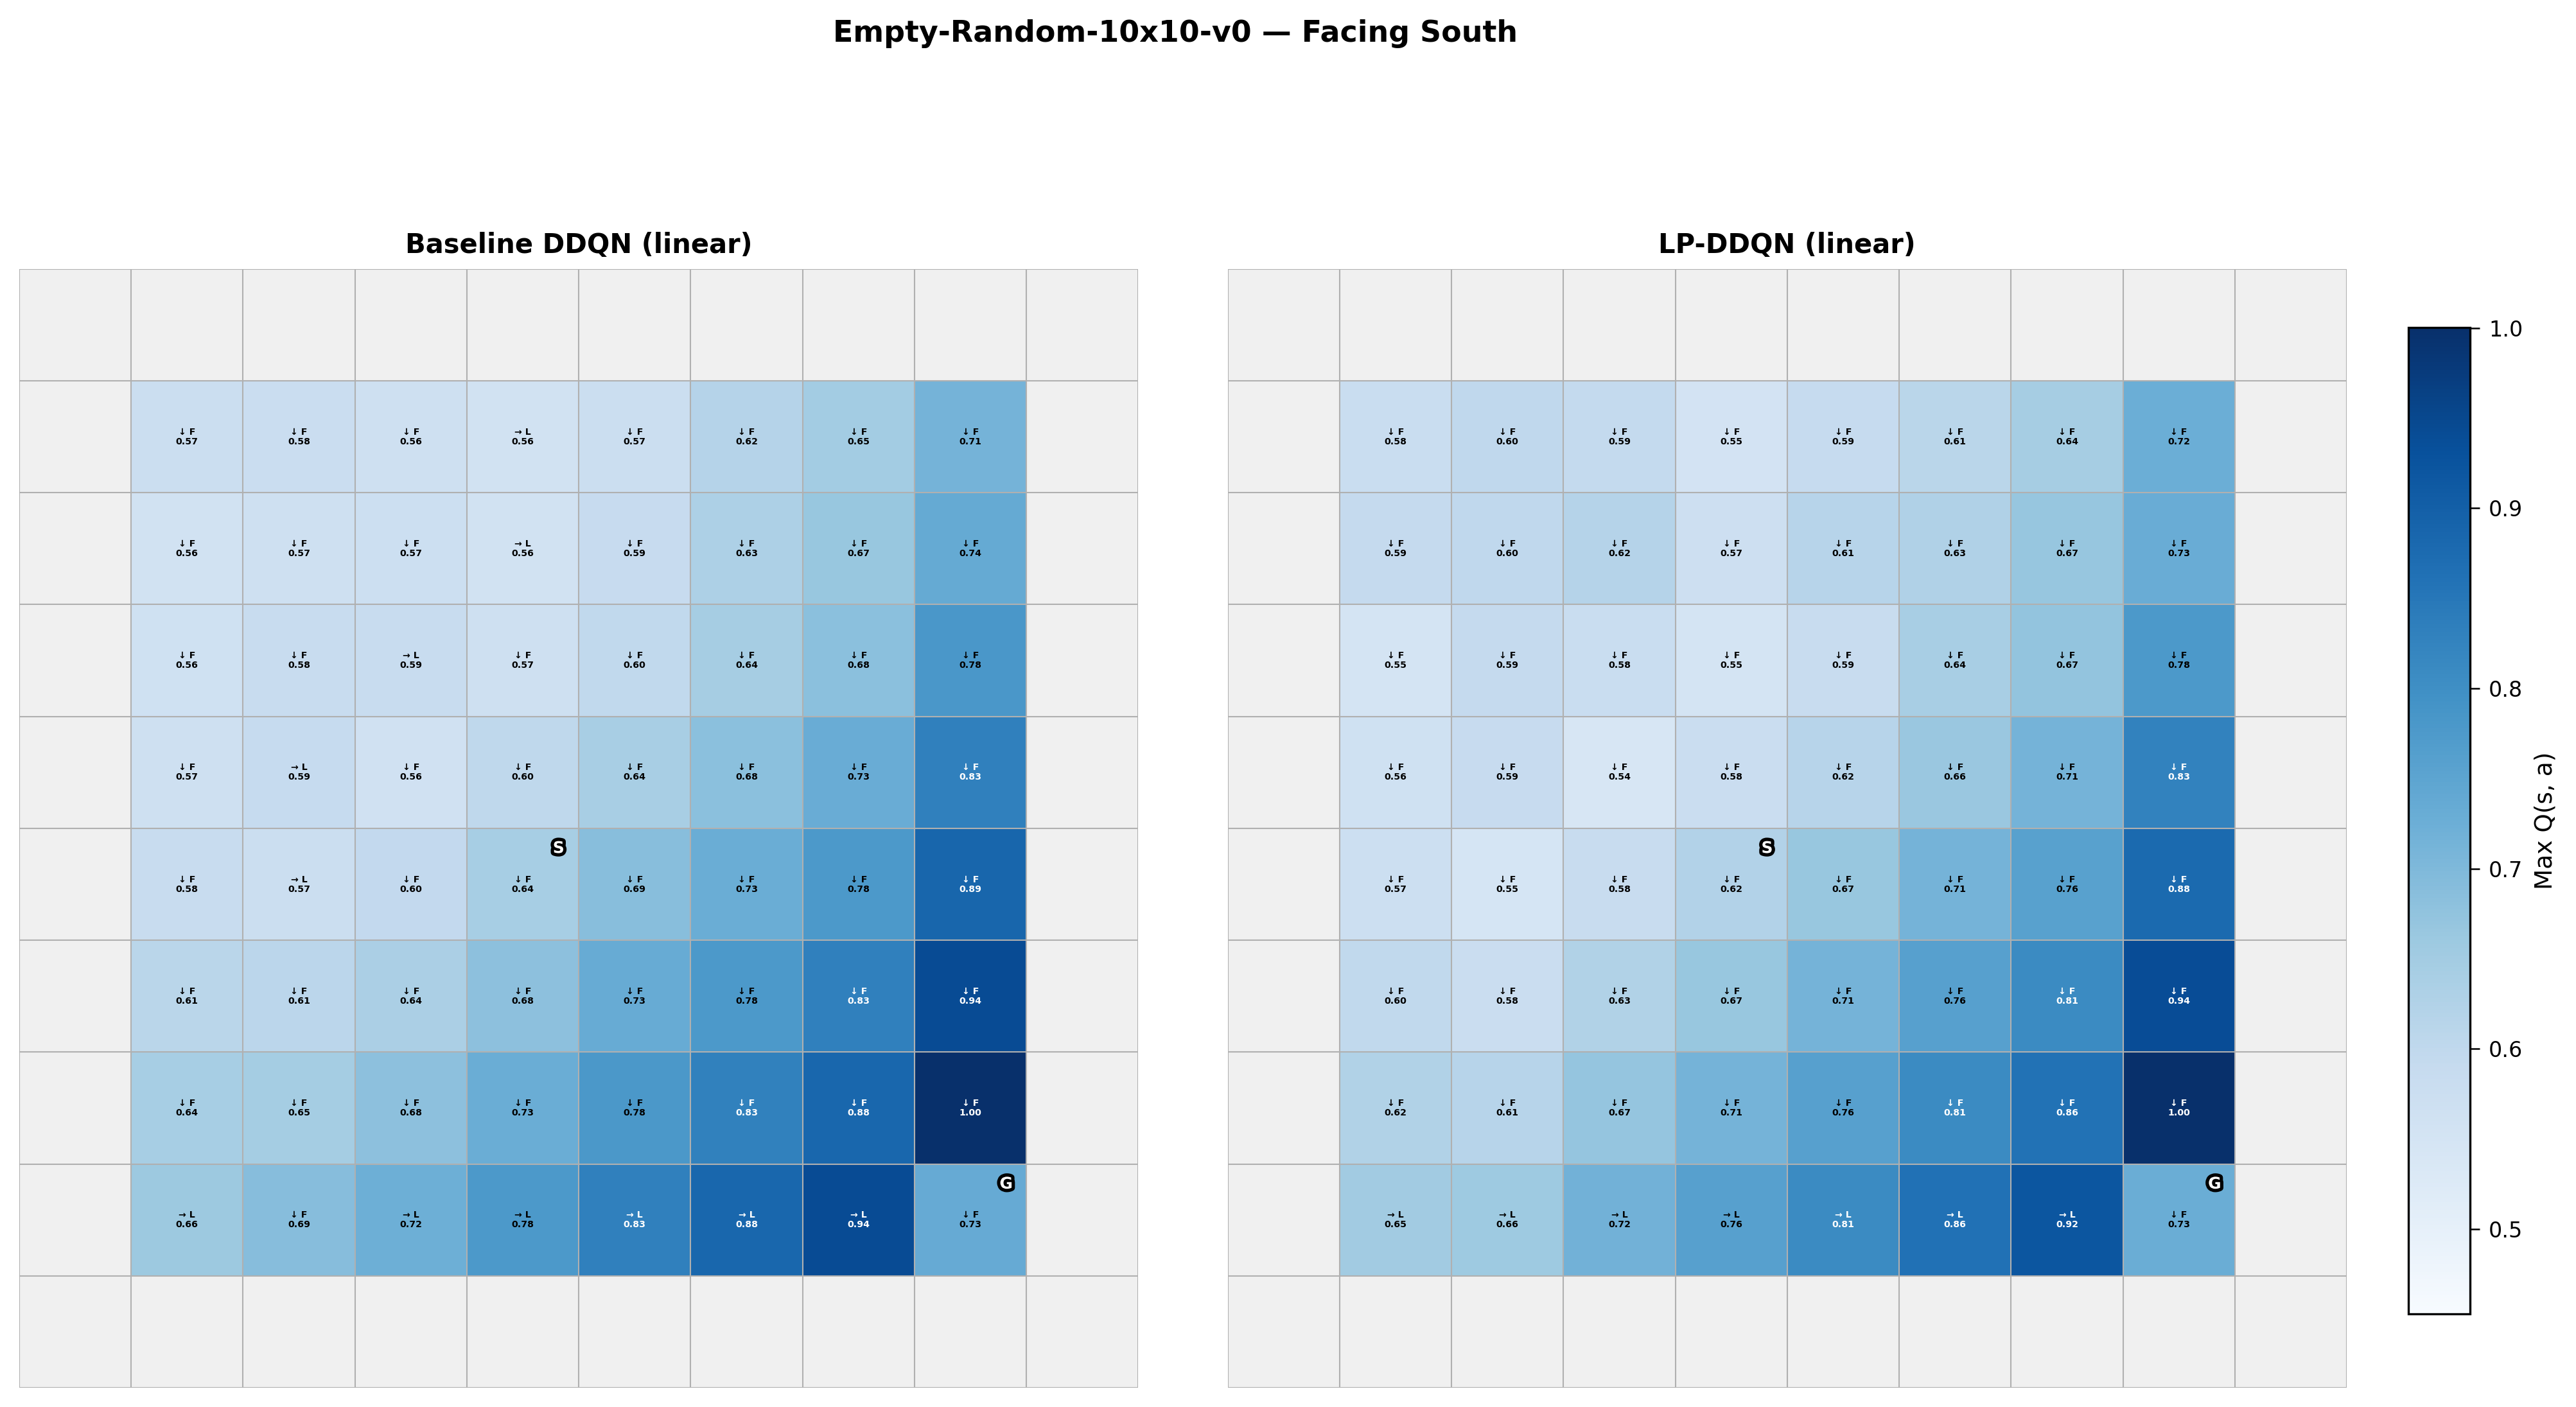 Empty-Random-10x10-v0 — Facing South
Baseline DDQN (linear)
↓ F ↓ F ↓ F → L ↓ F ↓ F ↓ F ↓ F
0.57 0.58 0.56 0.56 0.57 0.62 0.65 0.71
↓ F ↓ F ↓ F → L ↓ F ↓ F ↓ F ↓ F
0.56 0.57 0.57 0.56 0.59 0.63 0.67 0.74
↓ F ↓ F → L ↓ F ↓ F ↓ F ↓ F ↓ F
0.56 0.58 0.59 0.57 0.60 0.64 0.68 0.78
↓ F → L ↓ F ↓ F ↓ F ↓ F ↓ F ↓ F
0.57 0.59 0.56 0.60 0.64 0.68 0.73 0.83
S
↓ F → L ↓ F ↓ F ↓ F ↓ F ↓ F ↓ F
0.58 0.57 0.60 0.64 0.69 0.73 0.78 0.89
↓ F ↓ F ↓ F ↓ F ↓ F ↓ F ↓ F ↓ F
0.61 0.61 0.64 0.68 0.73 0.78 0.83 0.94
↓ F ↓ F ↓ F ↓ F ↓ F ↓ F ↓ F ↓ F
0.64 0.65 0.68 0.73 0.78 0.83 0.88 1.00
G
→ L ↓ F → L → L → L → L → L ↓ F
0.66 0.69 0.72 0.78 0.83 0.88 0.94 0.73
LP-DDQN (linear)
↓ F ↓ F ↓ F ↓ F ↓ F ↓ F ↓ F ↓ F
0.58 0.60 0.59 0.55 0.59 0.61 0.64 0.72
↓ F ↓ F ↓ F ↓ F ↓ F ↓ F ↓ F ↓ F
0.59 0.60 0.62 0.57 0.61 0.63 0.67 0.73
↓ F ↓ F ↓ F ↓ F ↓ F ↓ F ↓ F ↓ F
0.55 0.59 0.58 0.55 0.59 0.64 0.67 0.78
↓ F ↓ F ↓ F ↓ F ↓ F ↓ F ↓ F ↓ F
0.56 0.59 0.54 0.58 0.62 0.66 0.71 0.83
S
↓ F ↓ F ↓ F ↓ F ↓ F ↓ F ↓ F ↓ F
0.57 0.55 0.58 0.62 0.67 0.71 0.76 0.88
↓ F ↓ F ↓ F ↓ F ↓ F ↓ F ↓ F ↓ F
0.60 0.58 0.63 0.67 0.71 0.76 0.81 0.94
↓ F ↓ F ↓ F ↓ F ↓ F ↓ F ↓ F ↓ F
0.62 0.61 0.67 0.71 0.76 0.81 0.86 1.00
G
→ L → L → L → L → L → L → L ↓ F
0.65 0.66 0.72 0.76 0.81 0.86 0.92 0.73
1.0
0.9
0.8
0.7
0.6
0.5
Max Q(s, a)